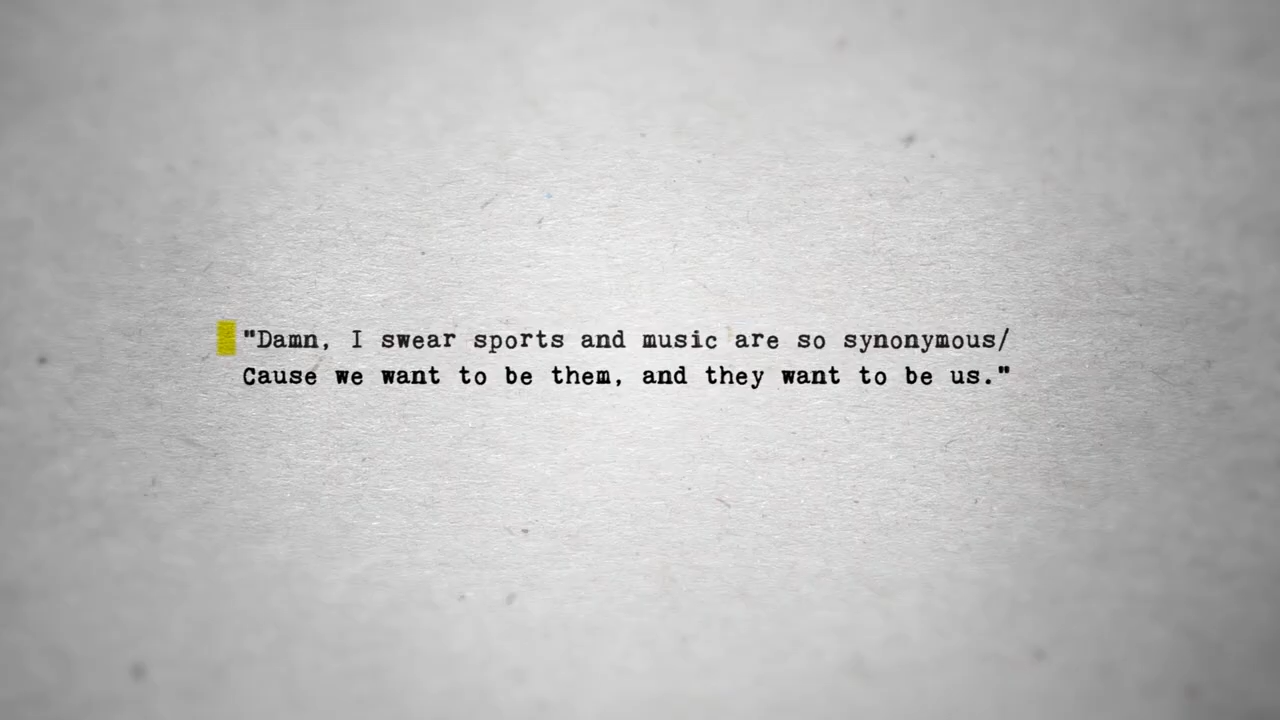 "Damn, I swear sports and music are so synonymous/
Cause we want to be them, and they want to be us."